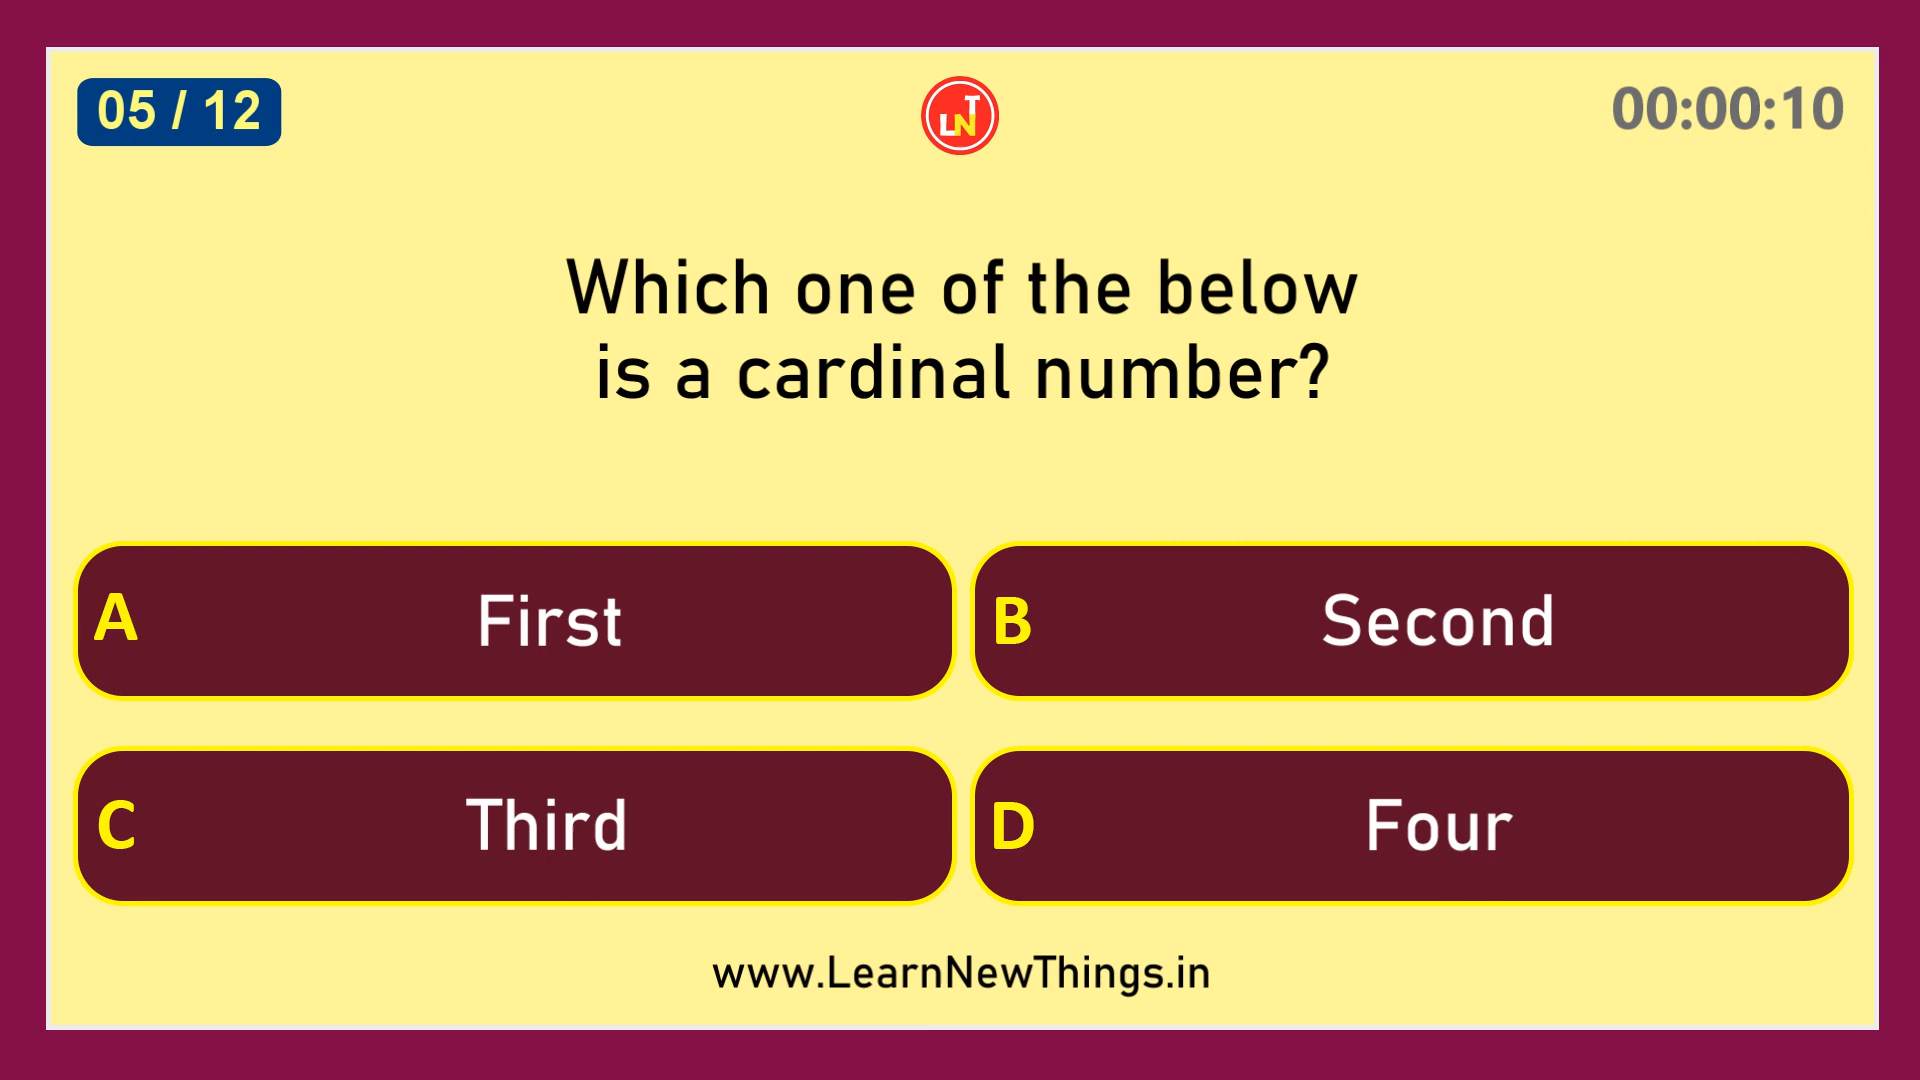 05 / 12
LNT
00:00:10
Which one of the below
is a cardinal number?
A First
B Second
C Third
D Four
www.LearnNewThings.in